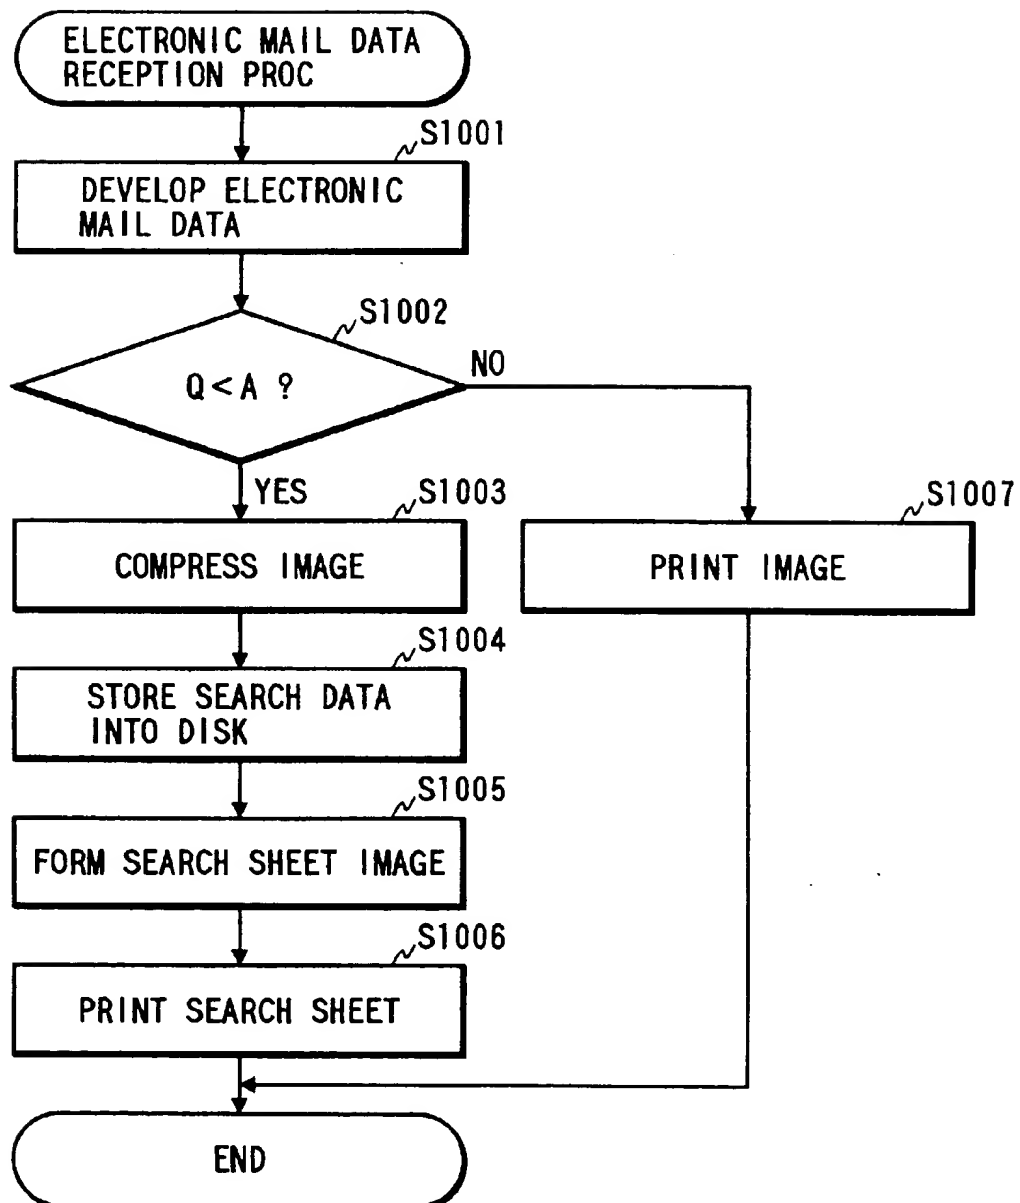 ELECTRONIC MAIL DATA
RECEPTION PROC
S1001
DEVELOP ELECTRONIC
MAIL DATA
S1002
Q<A ?
NO
YES
S1003
COMPRESS IMAGE
S1007
PRINT IMAGE
S1004
STORE SEARCH DATA
INTO DISK
S1005
FORM SEARCH SHEET IMAGE
S1006
PRINT SEARCH SHEET
END